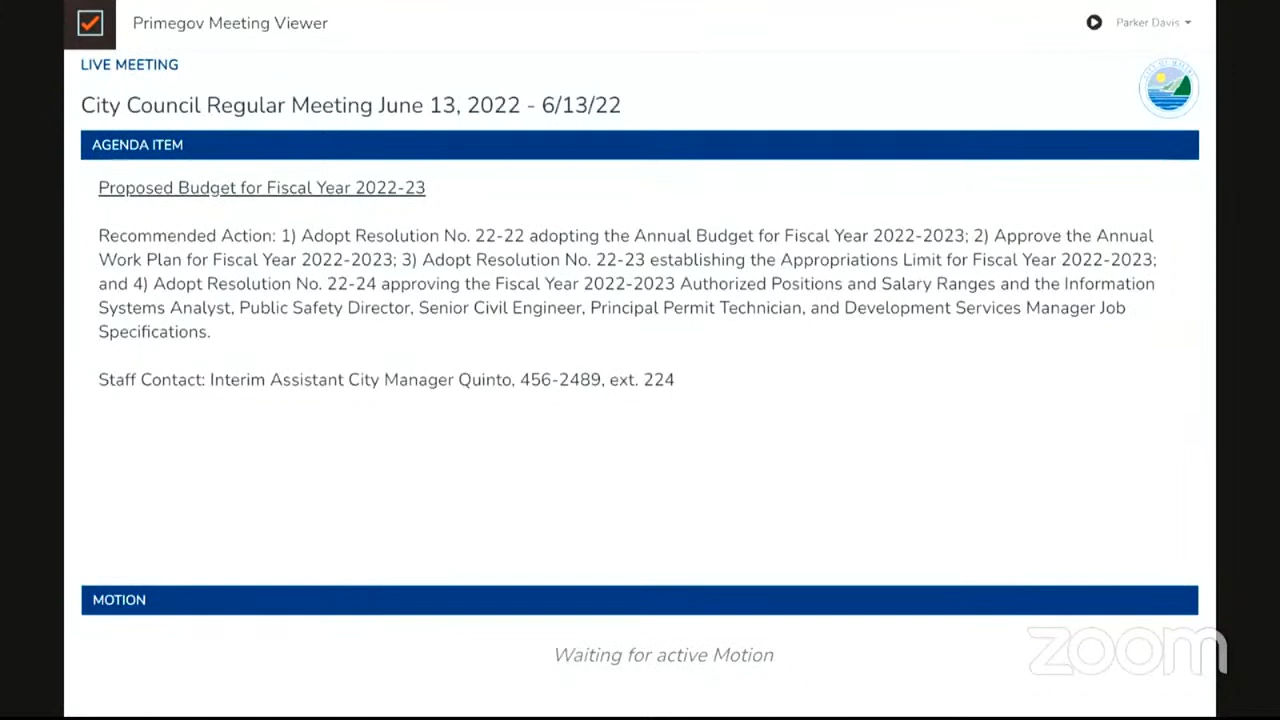 Primegov Meeting Viewer
Parker Davis
LIVE MEETING
City Council Regular Meeting June 13, 2022 - 6/13/22
AGENDA ITEM
Proposed Budget for Fiscal Year 2022-23
Recommended Action: 1) Adopt Resolution No. 22-22 adopting the Annual Budget for Fiscal Year 2022-2023; 2) Approve the Annual
Work Plan for Fiscal Year 2022-2023; 3) Adopt Resolution No. 22-23 establishing the Appropriations Limit for Fiscal Year 2022-2023;
and 4) Adopt Resolution No. 22-24 approving the Fiscal Year 2022-2023 Authorized Positions and Salary Ranges and the Information
Systems Analyst, Public Safety Director, Senior Civil Engineer, Principal Permit Technician, and Development Services Manager Job
Specifications.
Staff Contact: Interim Assistant City Manager Quinto, 456-2489, ext. 224
MOTION
Waiting for active Motion
zoom